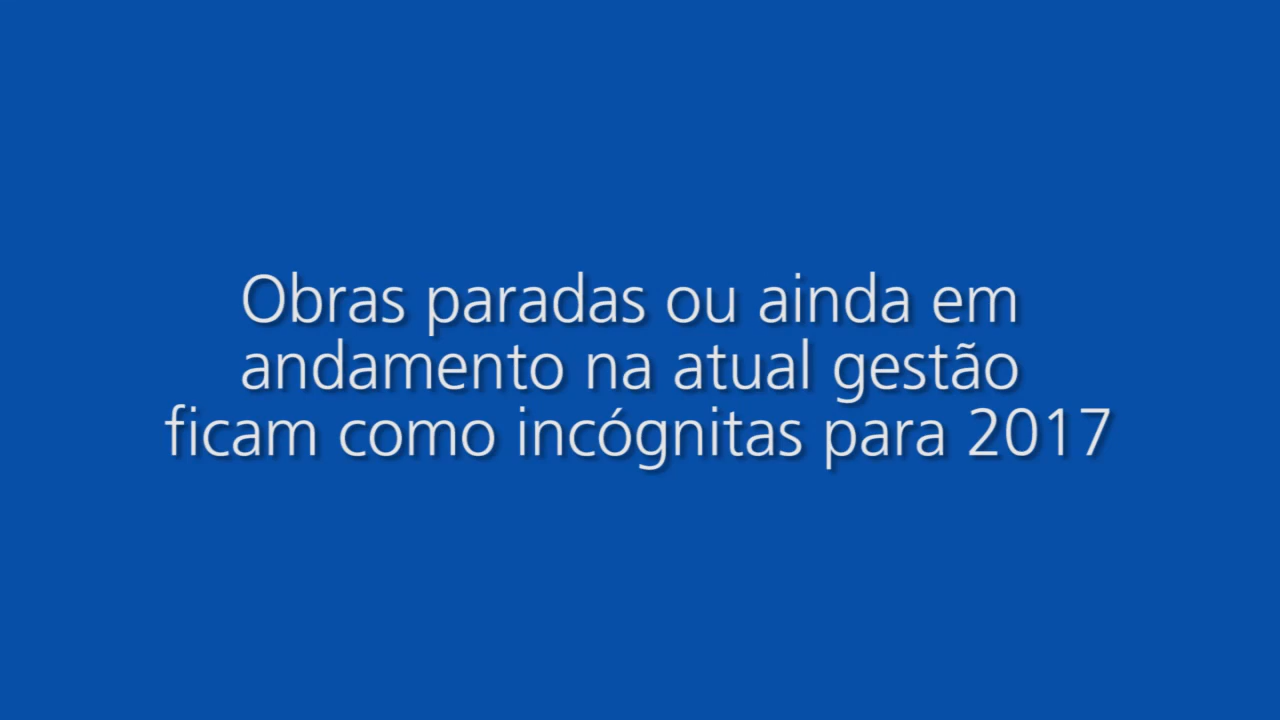 Obras paradas ou ainda em
andamento na atual gestão
ficam como incógnitas para 2017